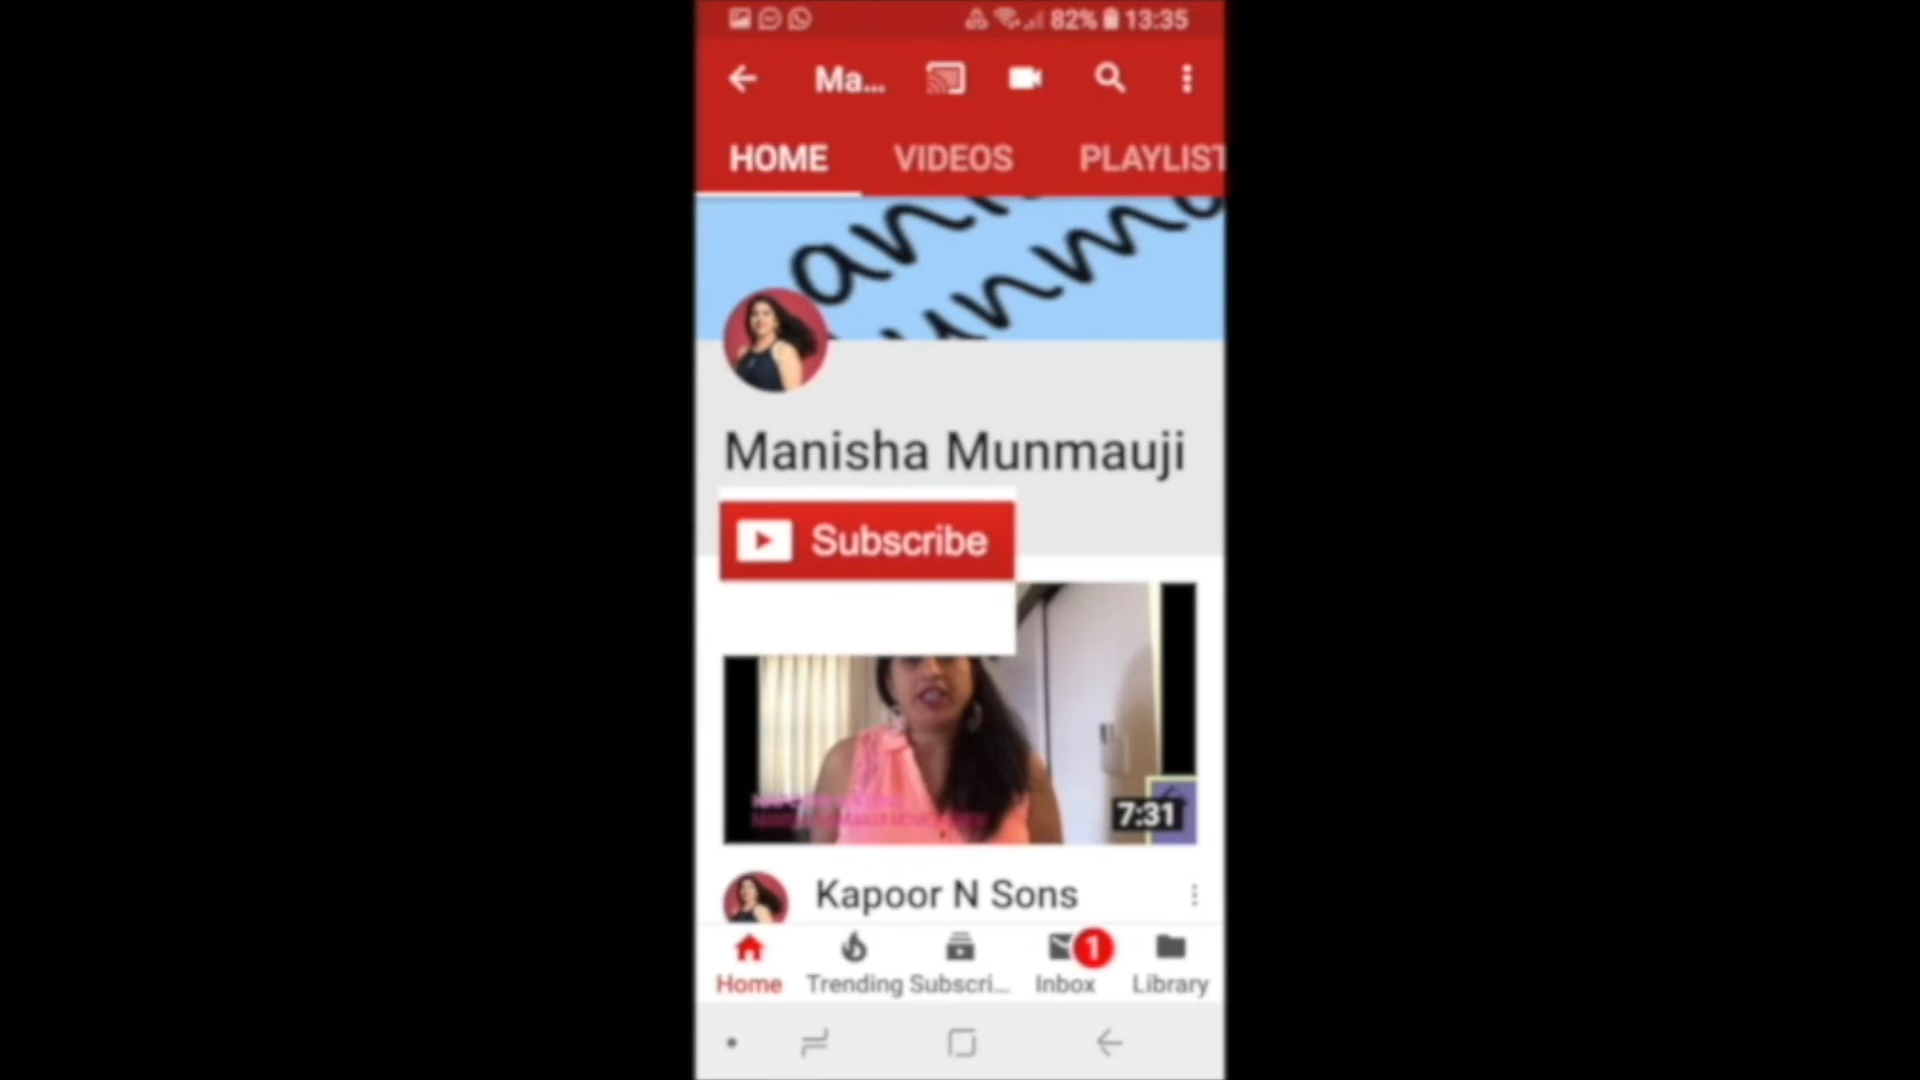 82% 13:35
Ma...
HOME VIDEOS PLAYLIST
Manisha Munmauji
Subscribe
7:31
Kapoor N Sons
1
Home Trending Subscri... Inbox Library